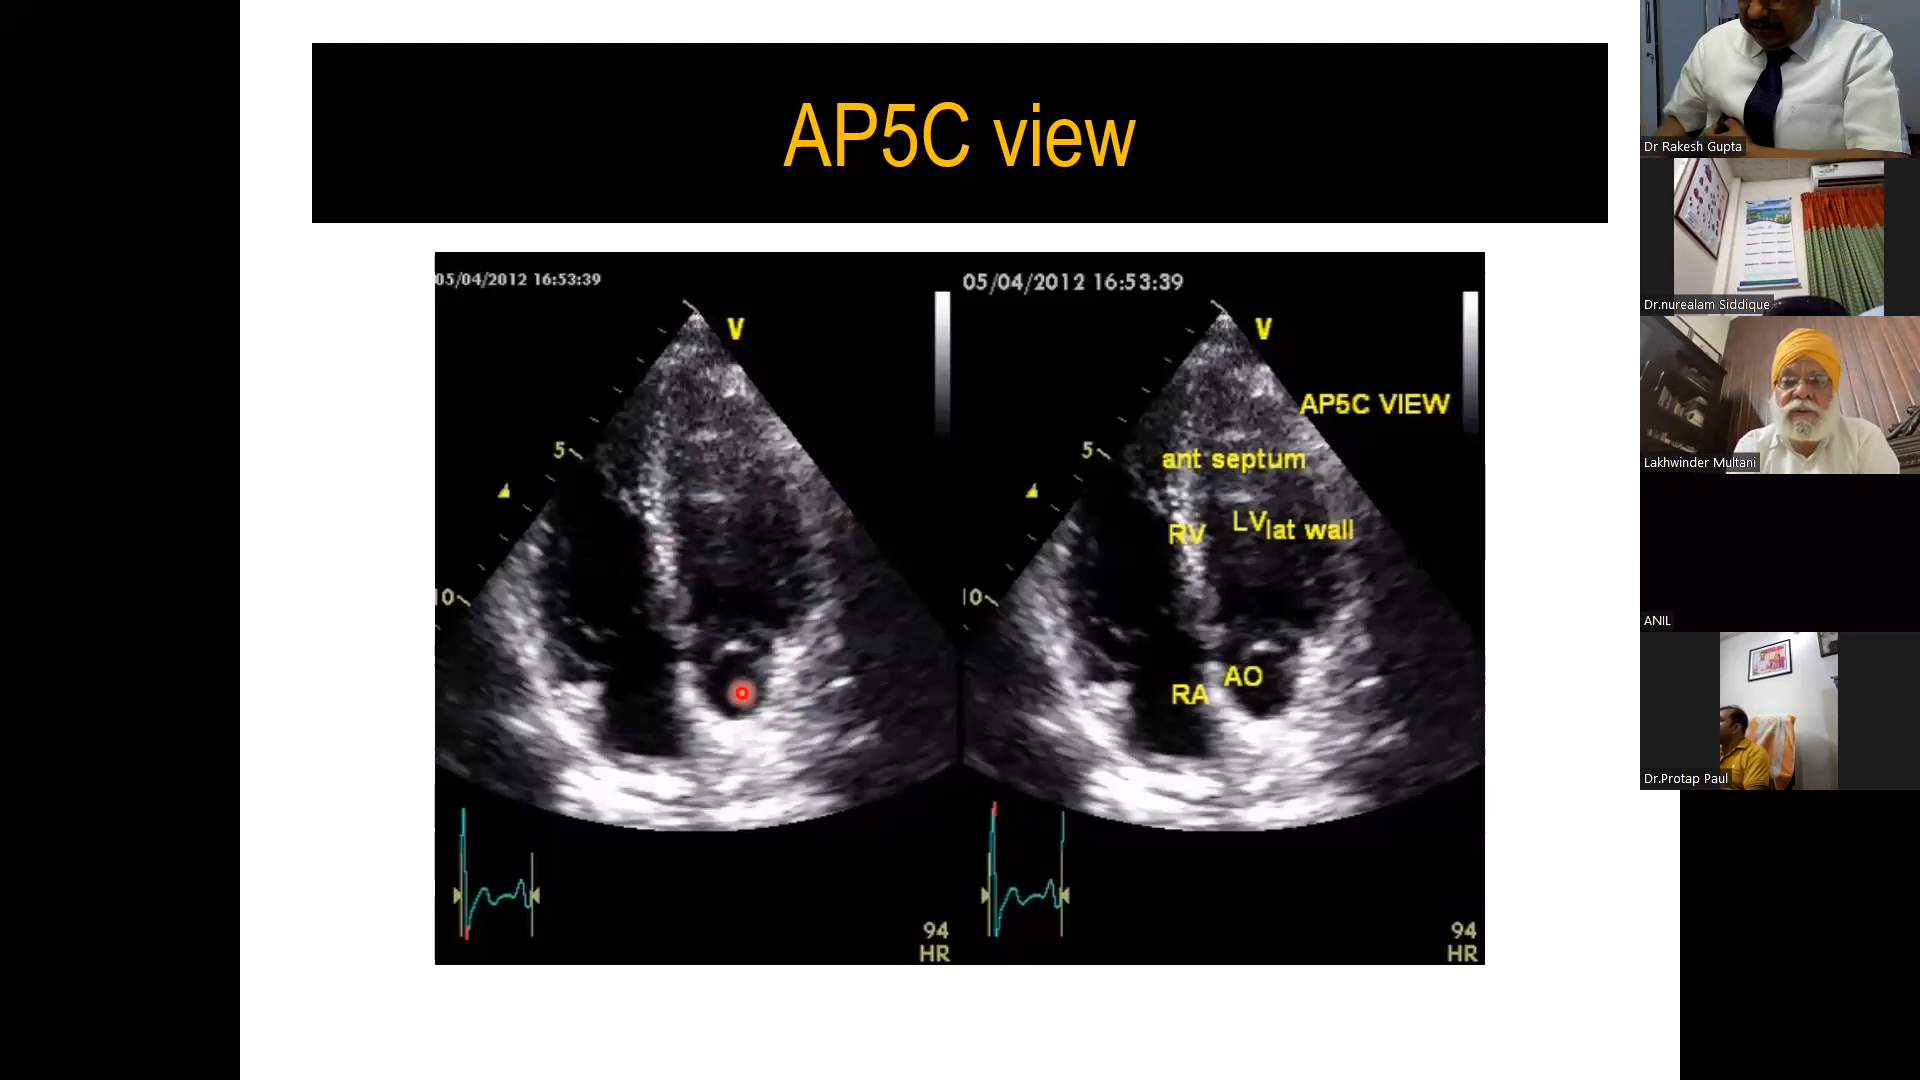 AP5C view
05/04/2012 16:53:39
V
5
10
94
HR
05/04/2012 16:53:39
V
AP5C VIEW
5
ant septum
RV
LV
lat wall
10
AO
RA
94
HR
Dr Rakesh Gupta
Dr.nurealam Siddique
Lakhwinder Multani
ANIL
Dr.Protap Paul